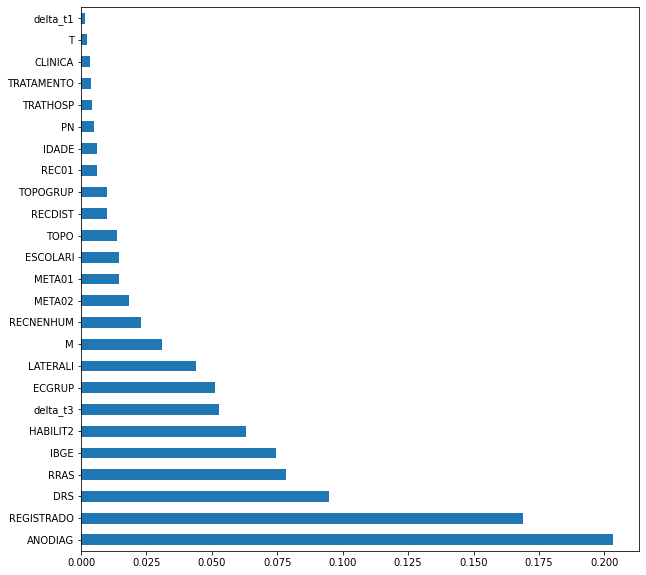 delta_t1
T
CLINICA
TRATAMENTO
TRATHOSP
PN
IDADE
REC01
TOPOGRUP
RECDIST
TOPO
ESCOLARI
META01
META02
RECNENHUM
M
LATERALI
ECGRUP
delta_t3
HABILIT2
IBGE
RRAS
DRS
REGISTRADO
ANODIAG
0.000 0.025 0.050 0.075 0.100 0.125 0.150 0.175 0.200